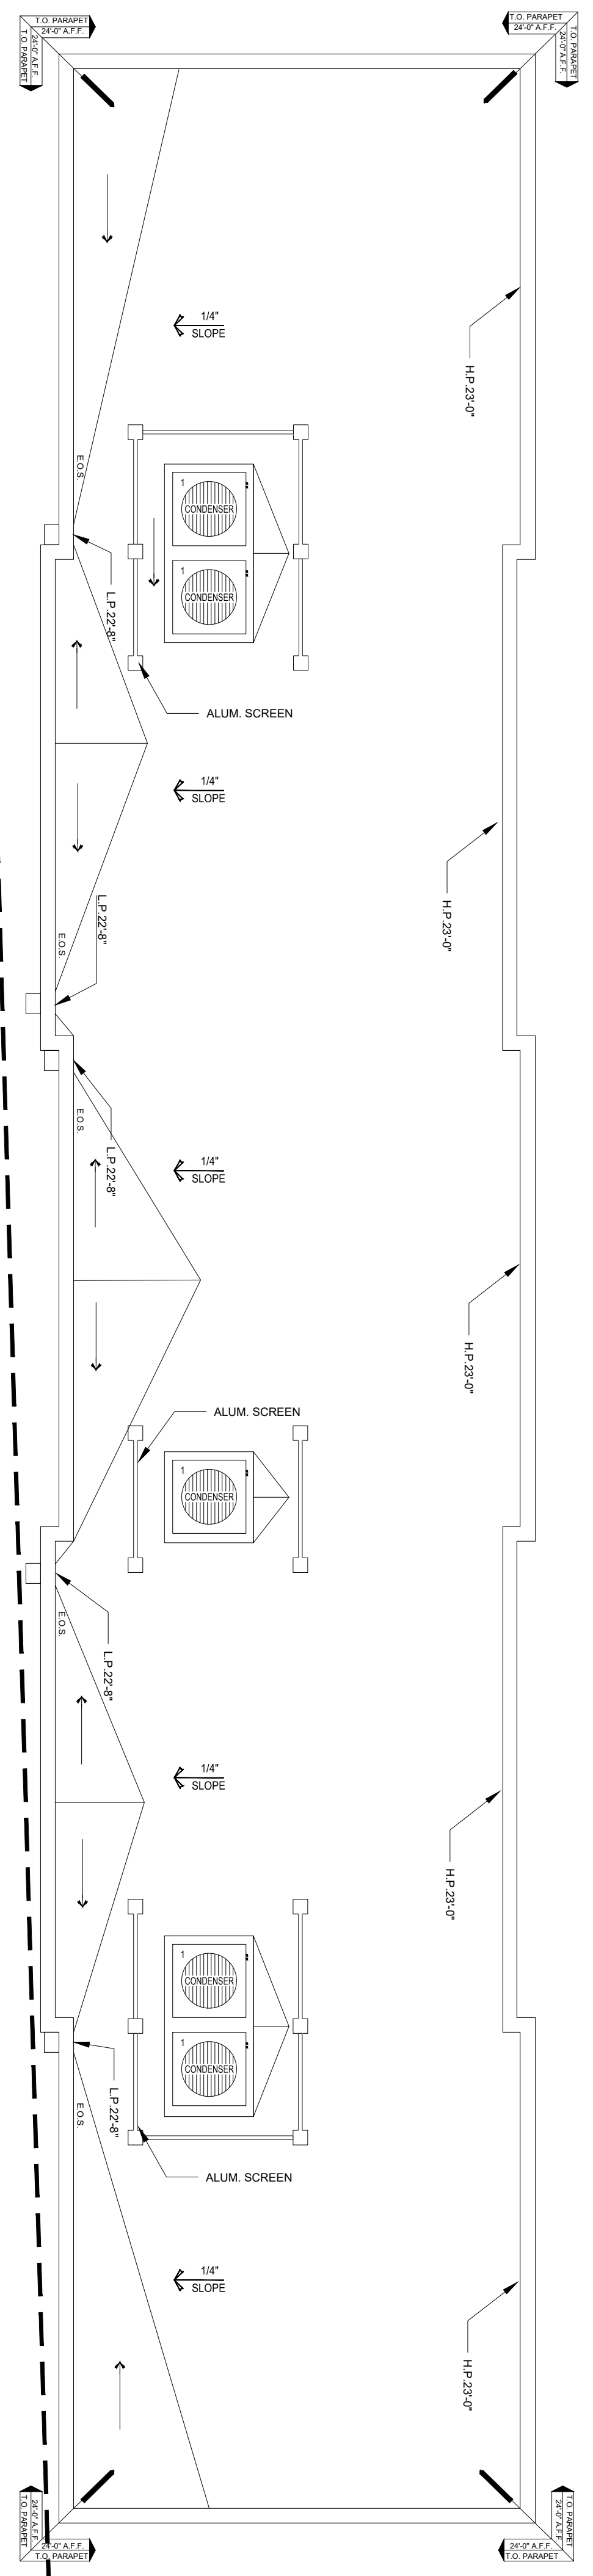 T.O. PARAPET
24'-0" A.F.F.
24'-0" A.F.F.
T.O. PARAPET
T.O. PARAPET
24'-0" A.F.F.
T.O. PARAPET
24'-0" A.F.F.
1/4"
SLOPE
H.P.23'-0"
E.O.S.
1
CONDENSER
1
CONDENSER
L.P.22'-8"
ALUM. SCREEN
1/4"
SLOPE
L.P.22'-8"
H.P.23'-0"
E.O.S.
E.O.S.
L.P.22'-8"
1/4"
SLOPE
H.P.23'-0"
ALUM. SCREEN
1
CONDENSER
E.O.S.
L.P.22'-8"
1/4"
SLOPE
H.P.23'-0"
1
CONDENSER
1
CONDENSER
L.P.22'-8"
E.O.S.
ALUM. SCREEN
1/4"
SLOPE
H.P.23'-0"
24'-0" A.F.F.
T.O. PARAPET
24'-0" A.F.F.
T.O. PARAPET
T.O. PARAPET
24'-0" A.F.F.
24'-0" A.F.F.
T.O. PARAPET